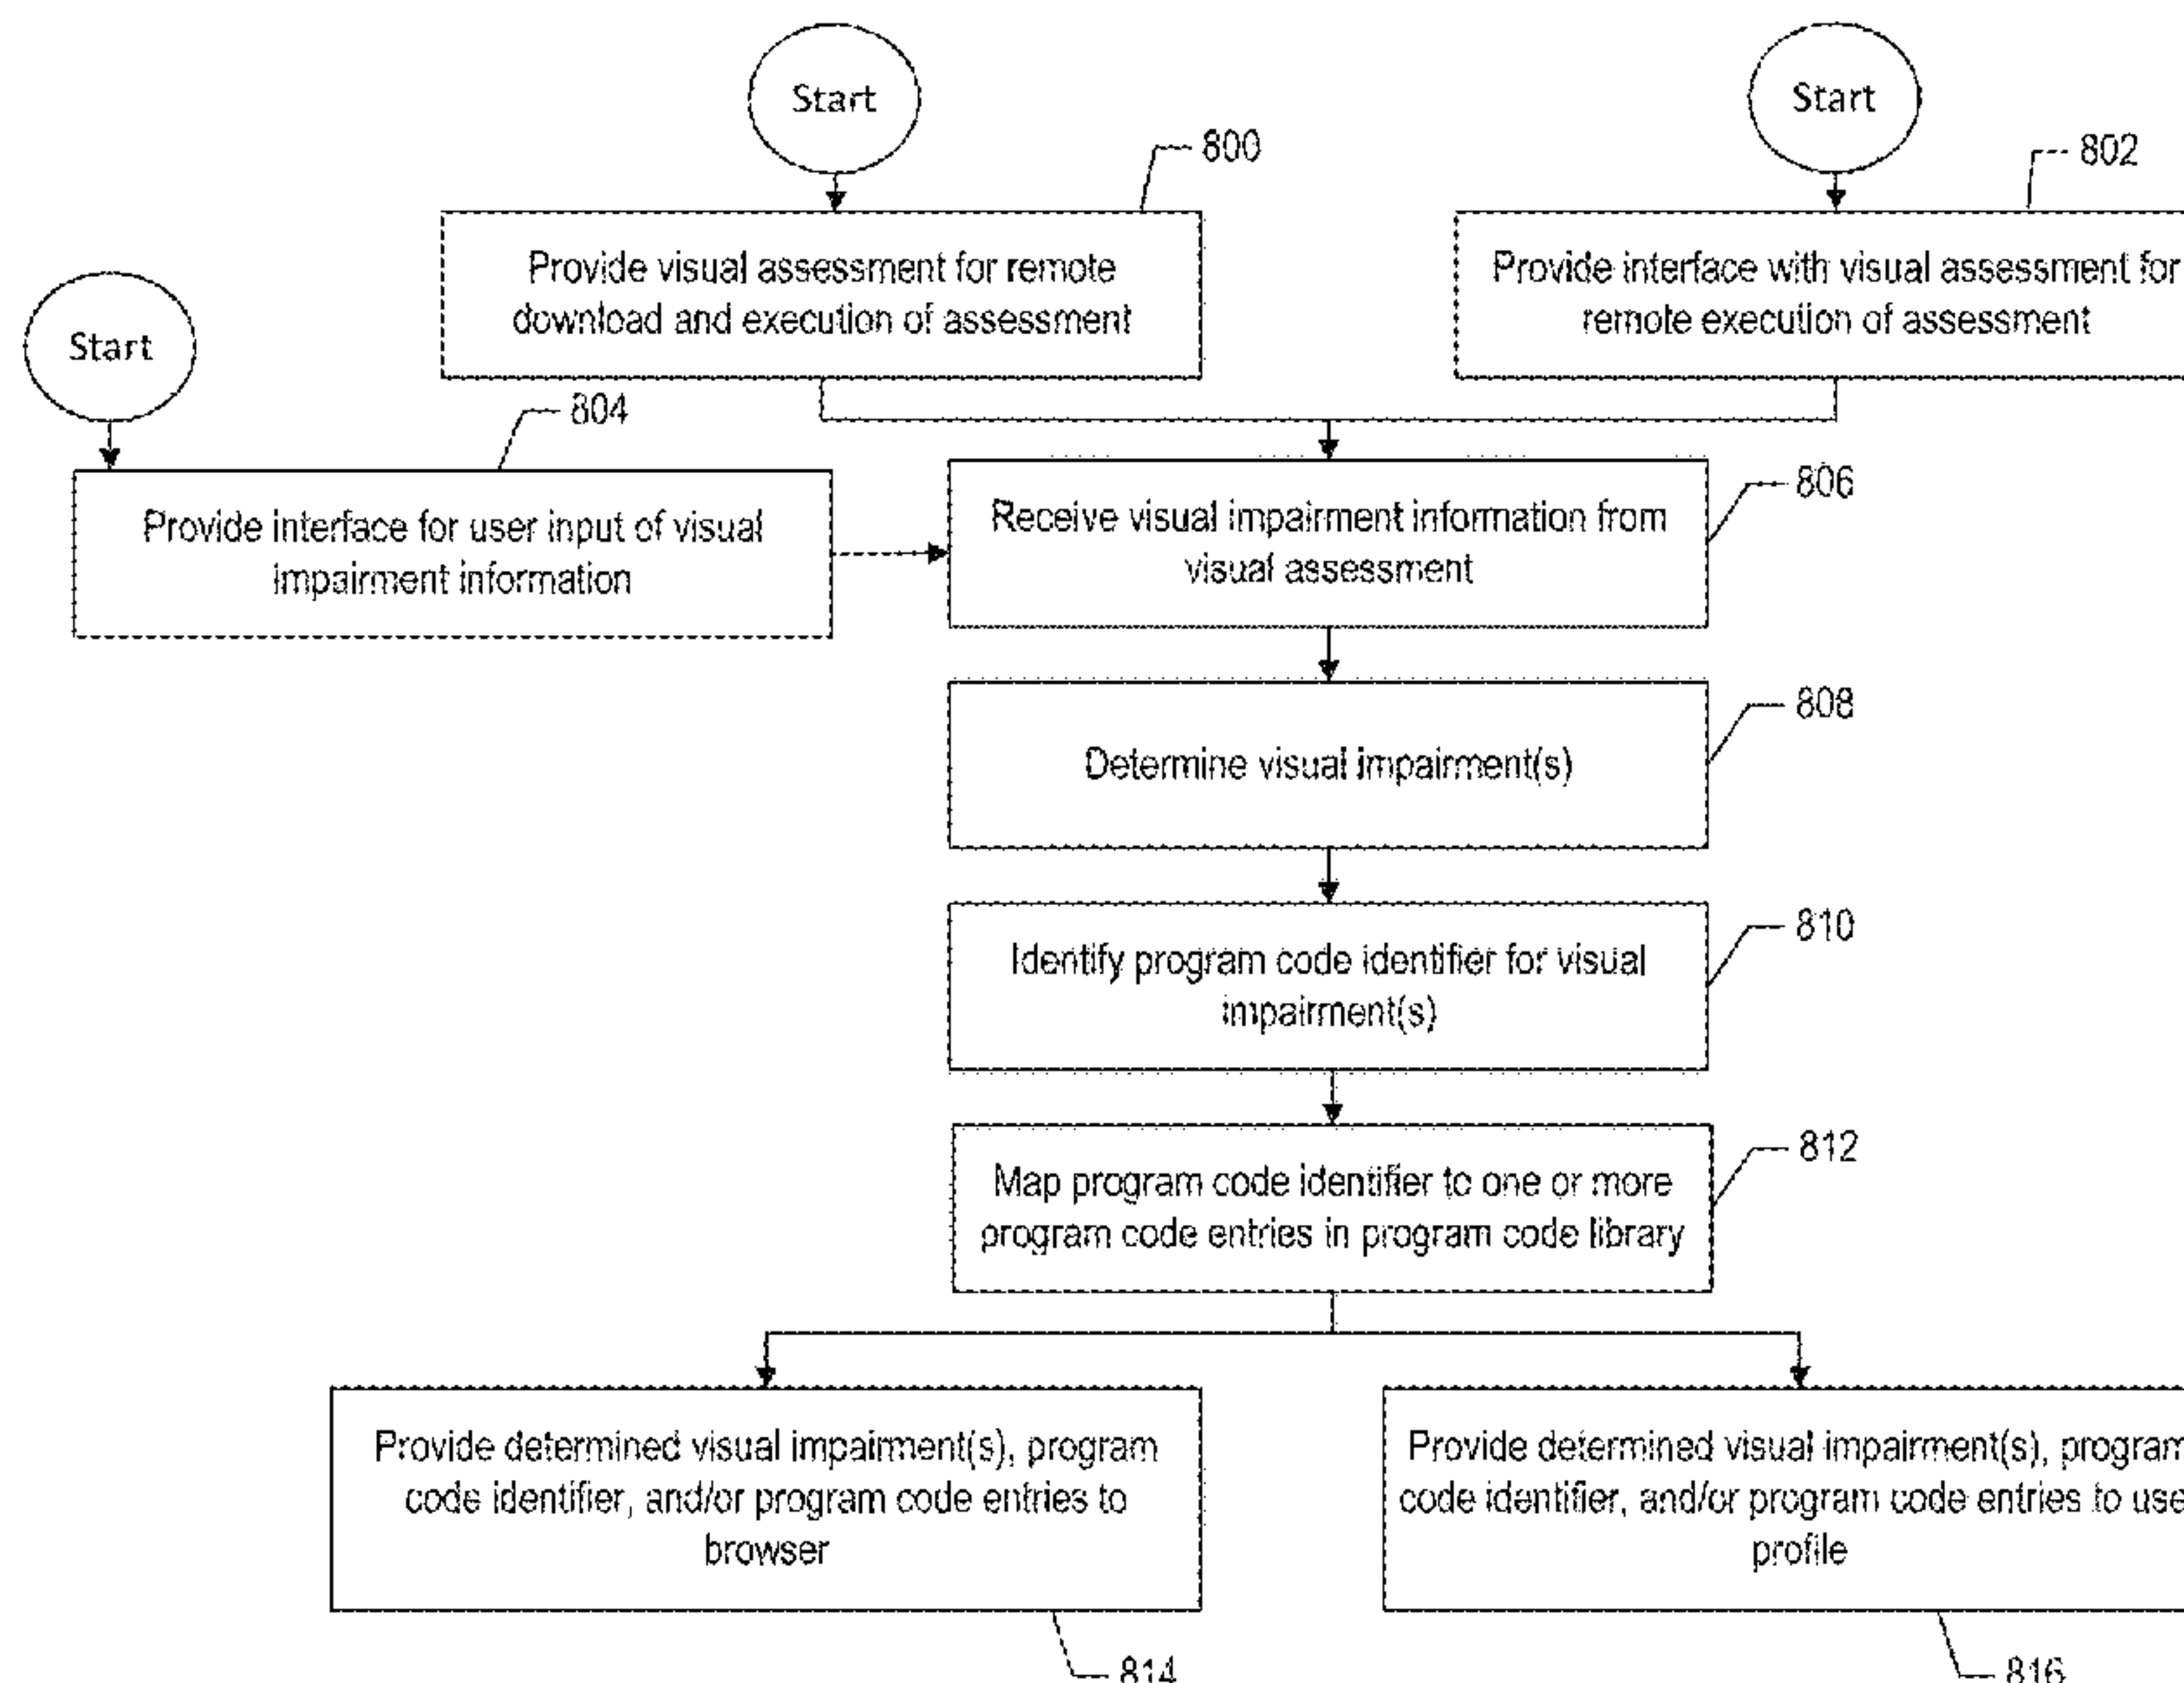 Start
Start
800
802
Provide visual assessment for remote
download and execution of assessment
Provide interface with visual assessment for
remote execution of assessment
Start
804
Provide interface for user input of visual
impairment information
806
Receive visual impairment information from
visual assessment
808
Determine visual impairment(s)
810
Identify program code identifier for visual
impairment(s)
812
Map program code identifier to one or more
program code entries in program code library
Provide determined visual impairment(s), program
code identifier, and/or program code entries to
browser
Provide determined visual impairment(s), program
code identifier, and/or program code entries to use
profile
814
816